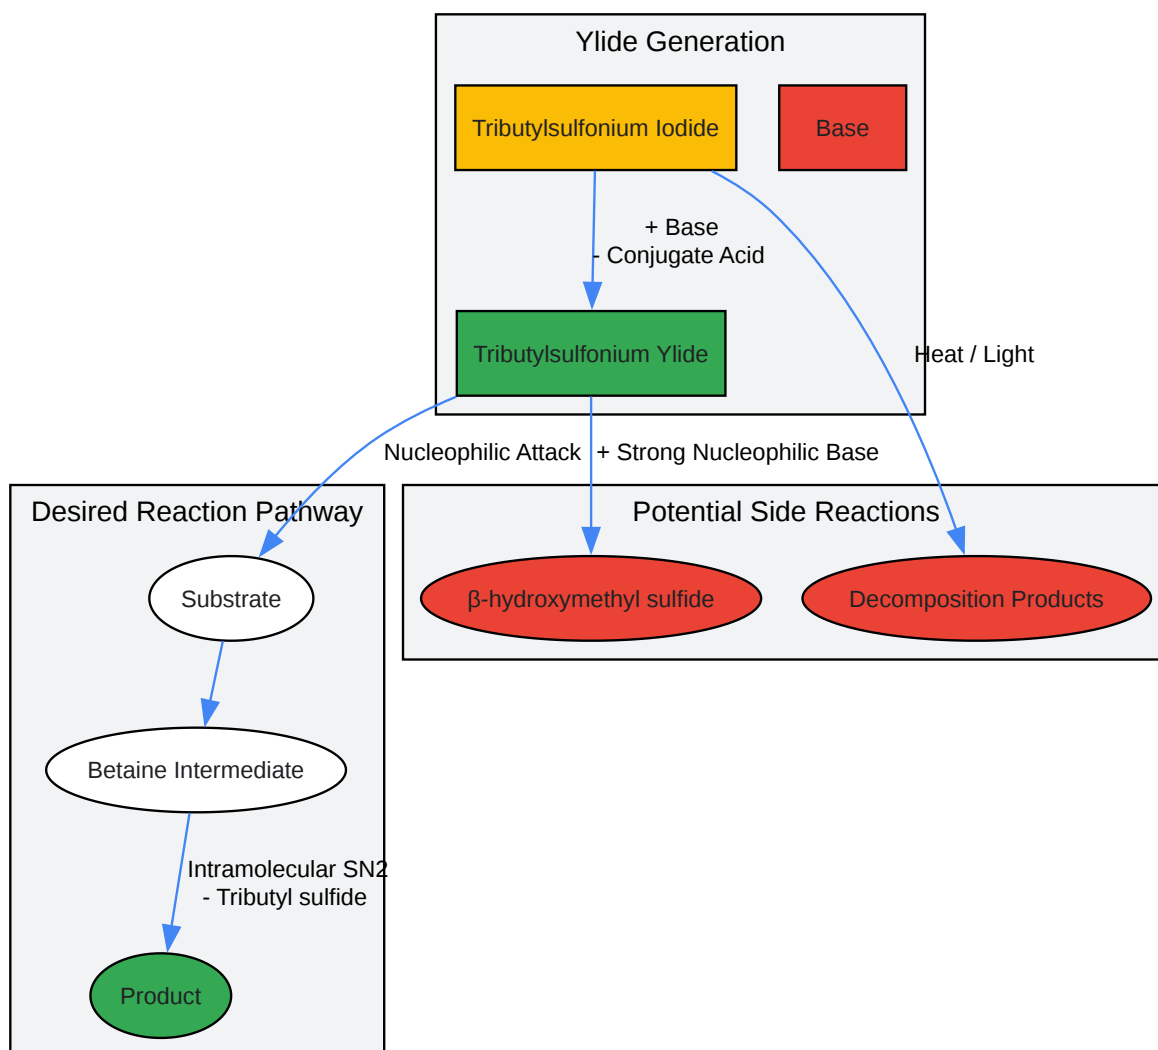 Ylide Generation
Tributylsulfonium Iodide
Base
+ Base
- Conjugate Acid
Tributylsulfonium Ylide
Heat / Light
Nucleophilic Attack
+ Strong Nucleophilic Base
Desired Reaction Pathway
Potential Side Reactions
Substrate
β-hydroxymethyl sulfide
Decomposition Products
Betaine Intermediate
Intramolecular SN2
- Tributyl sulfide
Product